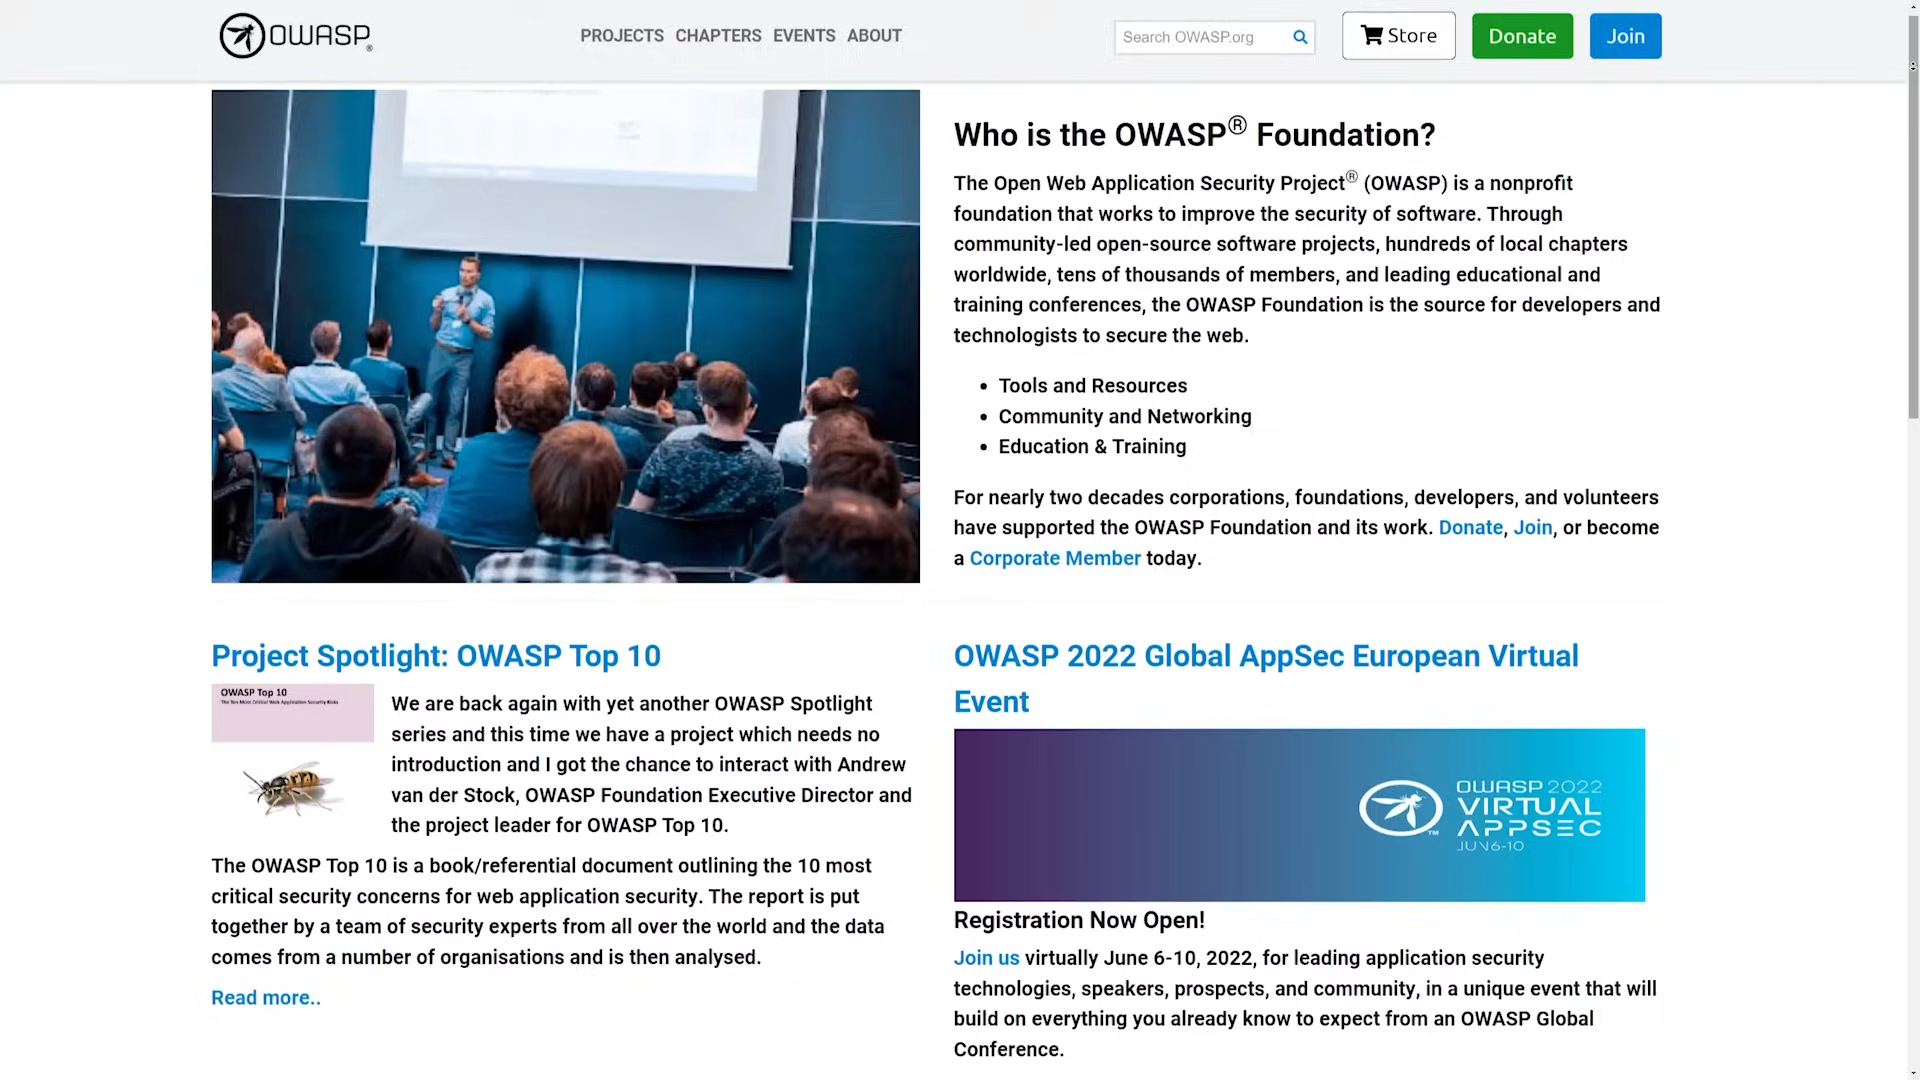 OWASP®
PROJECTS CHAPTERS EVENTS ABOUT
Search OWASP.org
Store
Donate
Join
Who is the OWASP® Foundation?
The Open Web Application Security Project® (OWASP) is a nonprofit
foundation that works to improve the security of software. Through
community-led open-source software projects, hundreds of local chapters
worldwide, tens of thousands of members, and leading educational and
training conferences, the OWASP Foundation is the source for developers and
technologists to secure the web.
• Tools and Resources
• Community and Networking
• Education & Training
For nearly two decades corporations, foundations, developers, and volunteers
have supported the OWASP Foundation and its work. Donate, Join, or become
a Corporate Member today.
Project Spotlight: OWASP Top 10
OWASP Top 10
The Ten Most Critical Web Application Security Risks
We are back again with yet another OWASP Spotlight
series and this time we have a project which needs no
introduction and I got the chance to interact with Andrew
van der Stock, OWASP Foundation Executive Director and
the project leader for OWASP Top 10.
The OWASP Top 10 is a book/referential document outlining the 10 most
critical security concerns for web application security. The report is put
together by a team of security experts from all over the world and the data
comes from a number of organisations and is then analysed.
Read more..
OWASP 2022 Global AppSec European Virtual
Event
OWASP 2022
VIRTUAL
APPSEC
JUN 6-10
TM
Registration Now Open!
Join us virtually June 6-10, 2022, for leading application security
technologies, speakers, prospects, and community, in a unique event that will
build on everything you already know to expect from an OWASP Global
Conference.